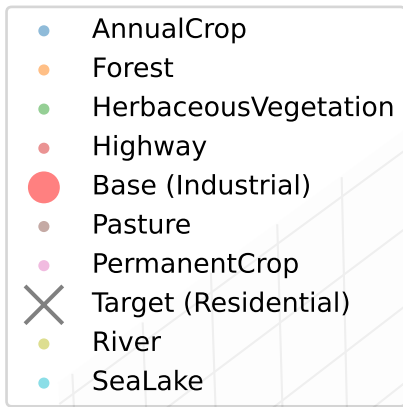 AnnualCrop
Forest
HerbaceousVegetation
Highway
Base (Industrial)
Pasture
PermanentCrop
Target (Residential)
River
SeaLake